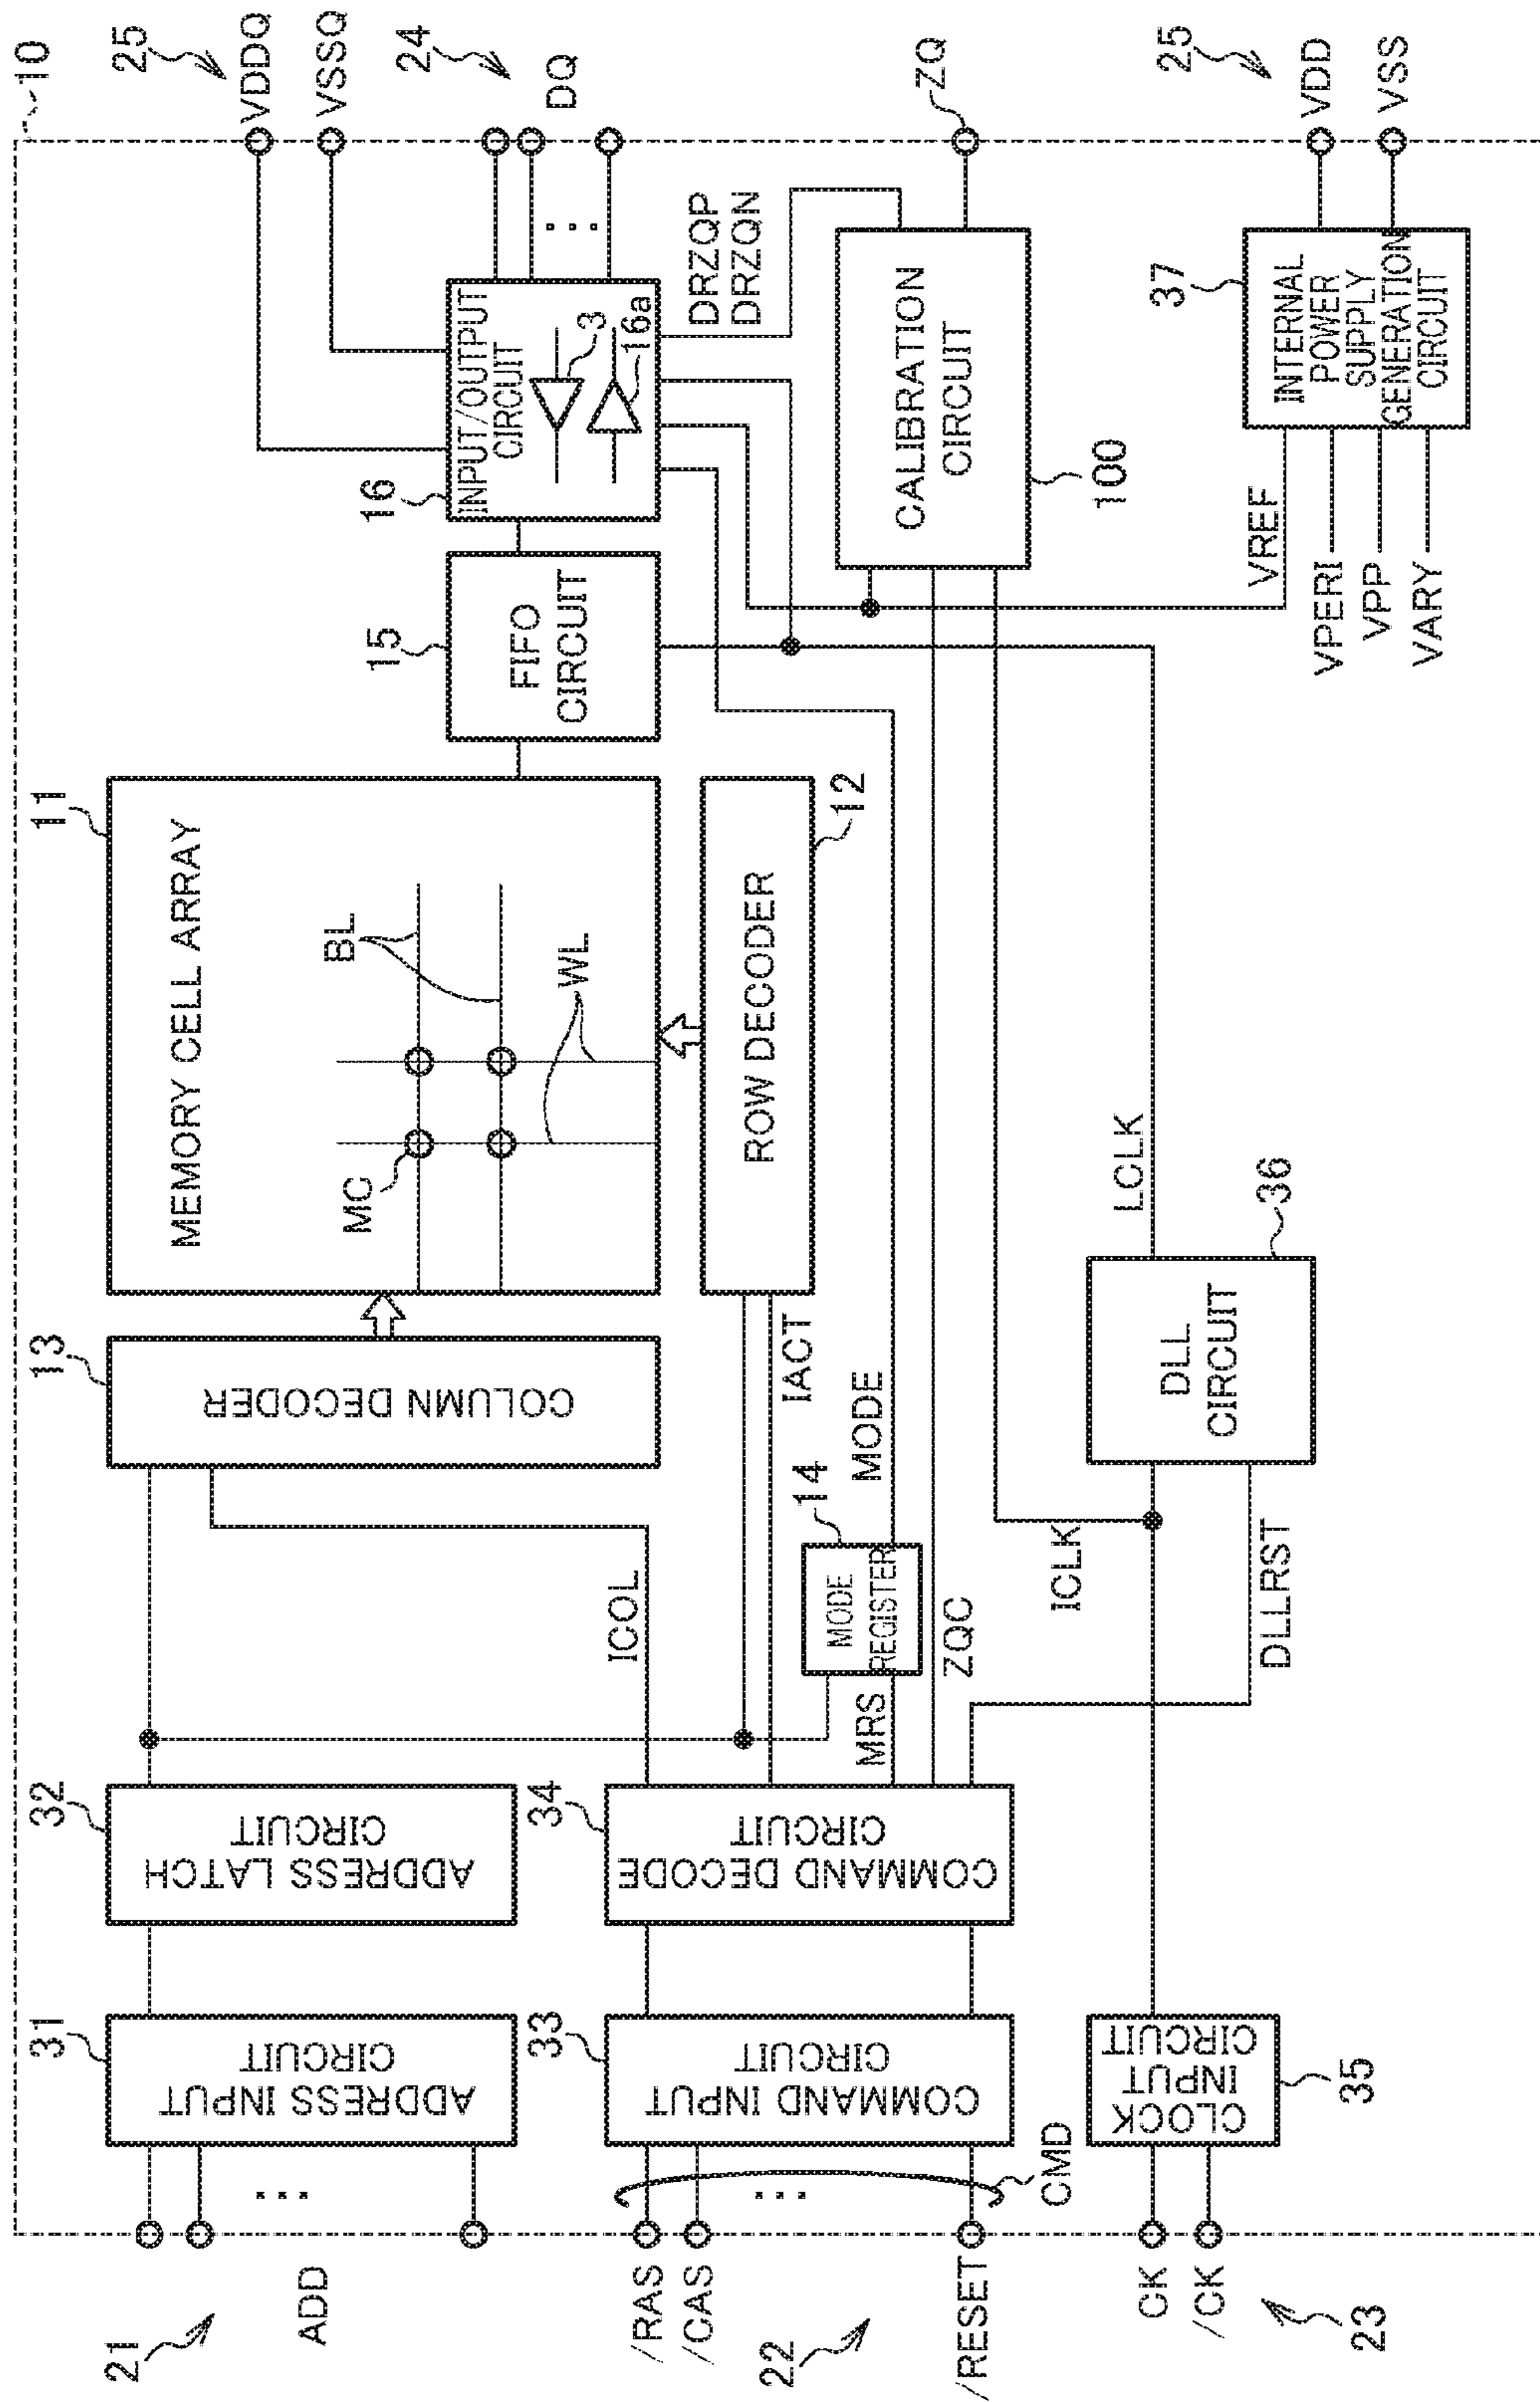 10
25
VDDQ
VSSQ
24
DQ
ZQ
25
VDD
VSS
16
INPUT/OUTPUT
CIRCUIT
3
16a
DRZQP
DRZQN
CALIBRATION
CIRCUIT
100
37
INTERNAL
POWER
SUPPLY
GENERATION
CIRCUIT
VREF
VPERI
VPP
VARY
15
FIFO
CIRCUIT
11
MEMORY CELL ARRAY
BL
WL
MC
12
ROW DECODER
13
COLUMN DECODER
IACT
MODE
14
MODE
REGISTER
LCLK
36
DLL
CIRCUIT
ICOL
MRS
ZQC
ICLK
DLLRST
32
ADDRESS LATCH
CIRCUIT
34
COMMAND DECODE
CIRCUIT
31
ADDRESS INPUT
CIRCUIT
33
COMMAND INPUT
CIRCUIT
CLOCK
INPUT
CIRCUIT
35
...
...
...
CMD
21
ADD
/RAS
/CAS
22
/RESET
CK
/CK
23